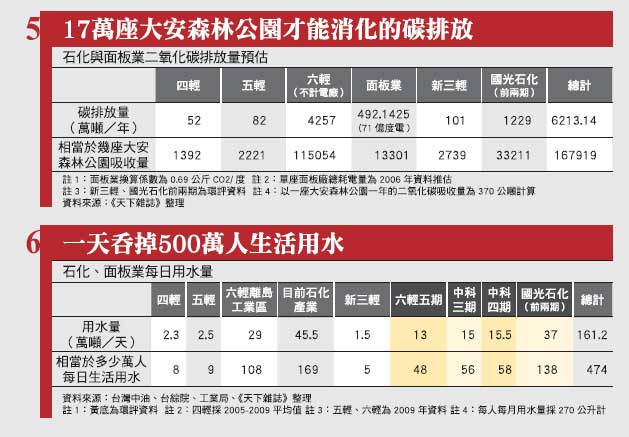 5 17萬座大安森林公園才能消化的碳排放
石化與面板業二氧化碳排放量預估
四輕 五輕 六輕（不計電廠） 面板業 新三輕 國光石化（前兩期） 總計
碳排放量（萬噸／年） 52 82 4257 492.1425（71 億度電） 101 1229 6213.14
相當於幾座大安森林公園吸收量 1392 2221 115054 13301 2739 33211 167919
註 1：面板業換算係數為 0.69 公斤 CO2/ 度 註 2：單座面板廠總耗電量為 2006 年資料推估
註 3：新三輕、國光石化前兩期為環評資料 註 4：以一座大安森林公園一年的二氧化碳吸收量為 370 公噸計算
資料來源：《天下雜誌》整理
6 一天吞掉500萬人生活用水
石化、面板業每日用水量
四輕 五輕 六輕離島工業區 目前石化產業 新三輕 六輕五期 中科三期 中科四期 國光石化（前兩期） 總計
用水量（萬噸／天） 2.3 2.5 29 45.5 1.5 13 15 15.5 37 161.2
相當於多少萬人每日生活用水 8 9 108 169 5 48 56 58 138 474
資料來源：台灣中油、台綜院、工業局、《天下雜誌》整理
註 1：黃底為環評資料 註 2：四輕採 2005-2009 平均值 註 3：五輕、六輕為 2009 年資料 註 4：每人每月用水量採 270 公升計